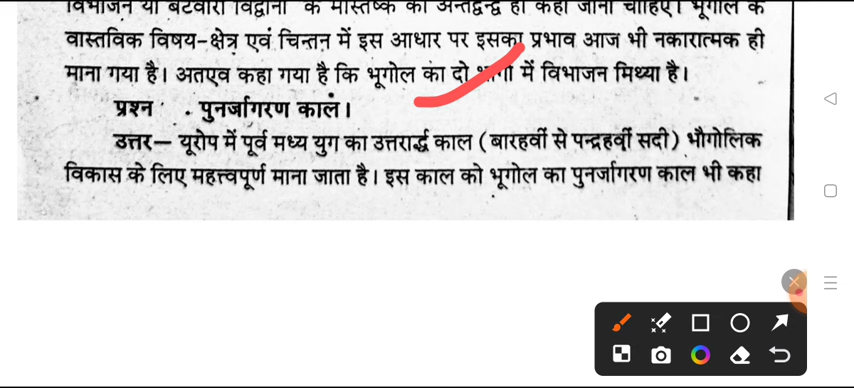 विभाजन या बंटवारा विद्वानों के मस्तिष्क का अन्तर्द्वन्द्व ही कहा जाना चाहिए। भूगोल के
वास्तविक विषय-क्षेत्र एवं चिन्तन में इस आधार पर इसका प्रभाव आज भी नकारात्मक ही
माना गया है। अतएव कहा गया है कि भूगोल का दो भागों में विभाजन मिथ्या है।
प्रश्न . पुनर्जागरण काल।
उत्तर— यूरोप में पूर्व मध्य युग का उत्तरार्द्ध काल (बारहवीं से पन्द्रहवीं सदी) भौगोलिक
विकास के लिए महत्त्वपूर्ण माना जाता है। इस काल को भूगोल का पुनर्जागरण काल भी कहा